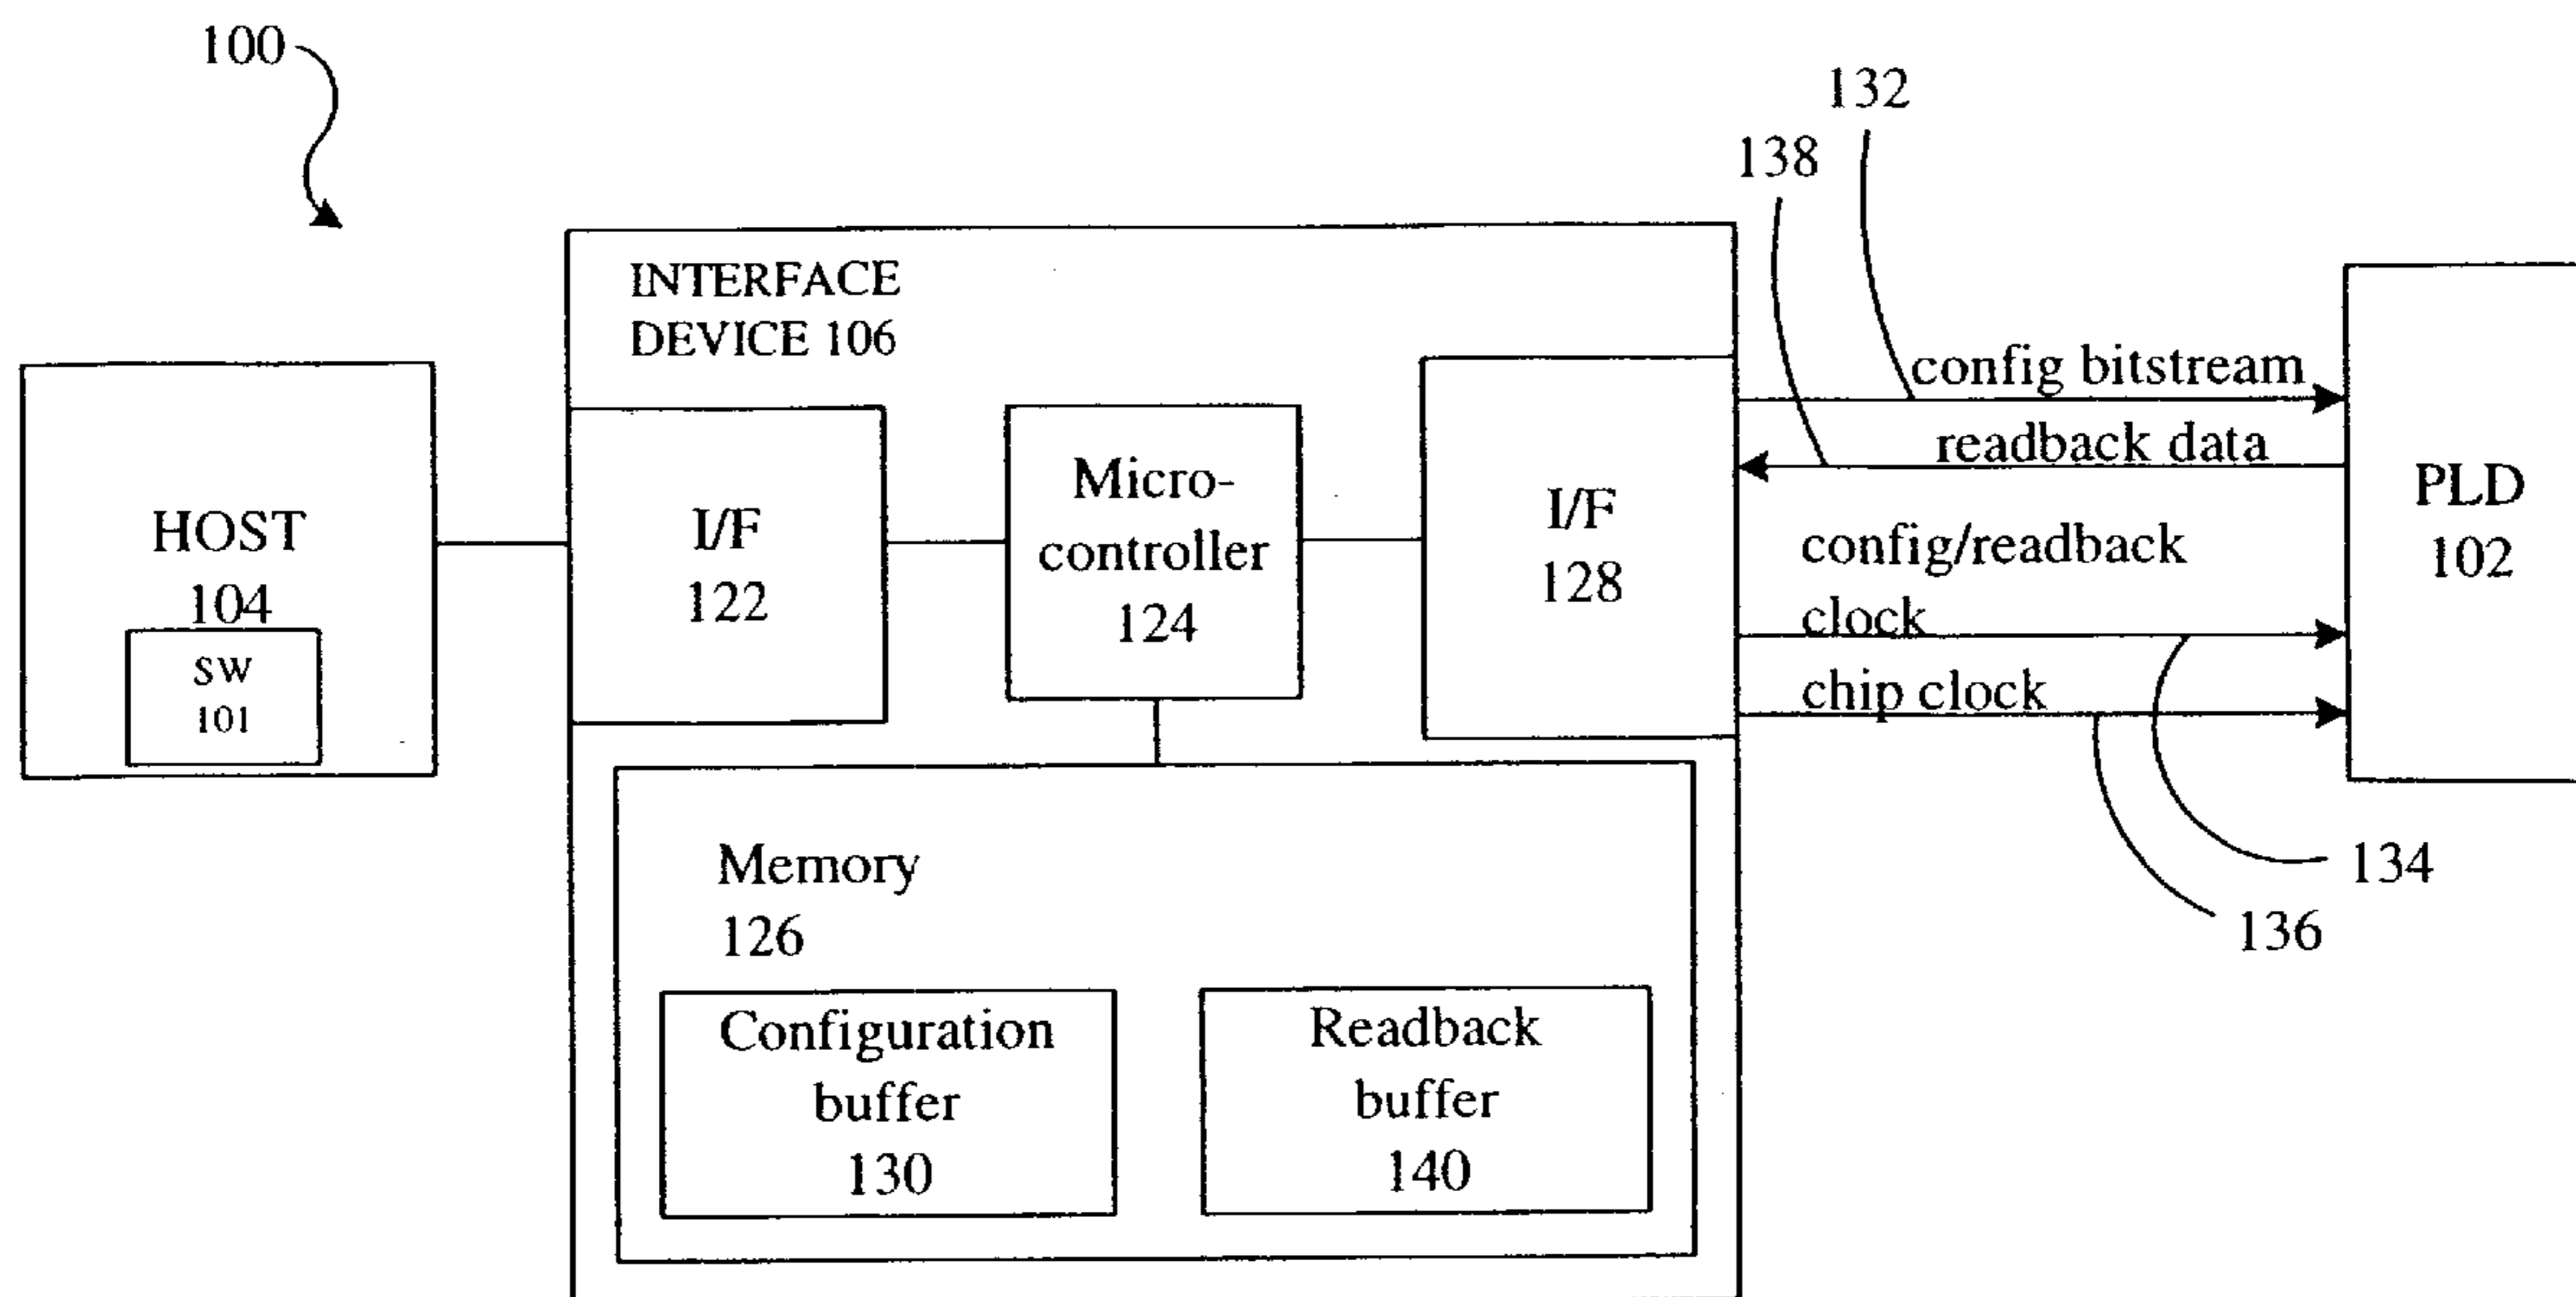 100
132
138
INTERFACE
DEVICE 106
HOST
104
SW
101
I/F
122
Micro-
controller
124
I/F
128
config bitstream
readback data
config/readback
clock
chip clock
PLD
102
134
136
Memory
126
Configuration
buffer
130
Readback
buffer
140